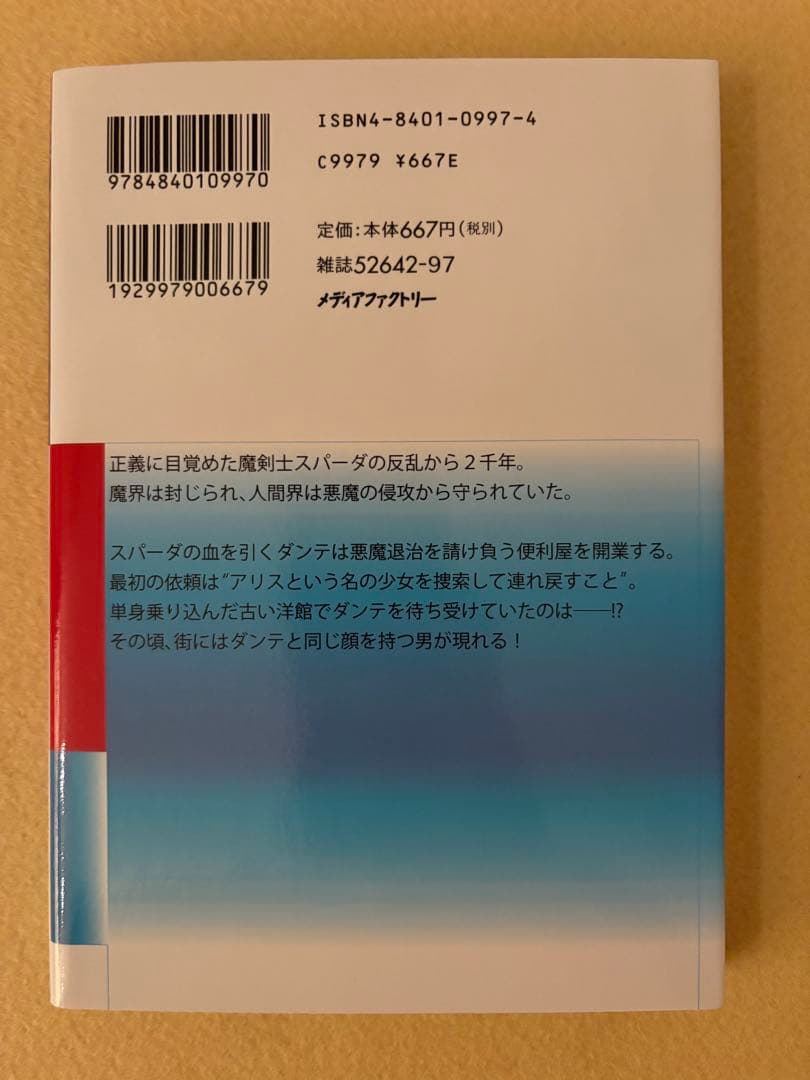 ISBN4-8401-0997-4
C9979 ¥667E
9784840109970
定価:本体667円(税別)
雑誌52642-97
1929979006679
メディアファクトリー
正義に目覚めた魔剣士スパーダの反乱から2千年。
魔界は封じられ、人間界は悪魔の侵攻から守られていた。
スパーダの血を引くダンテは悪魔退治を請け負う便利屋を開業する。
最初の依頼は“アリスという名の少女を捜索して連れ戻すこと”。
単身乗り込んだ古い洋館でダンテを待ち受けていたのは──!?
その頃、街にはダンテと同じ顔を持つ男が現れる!